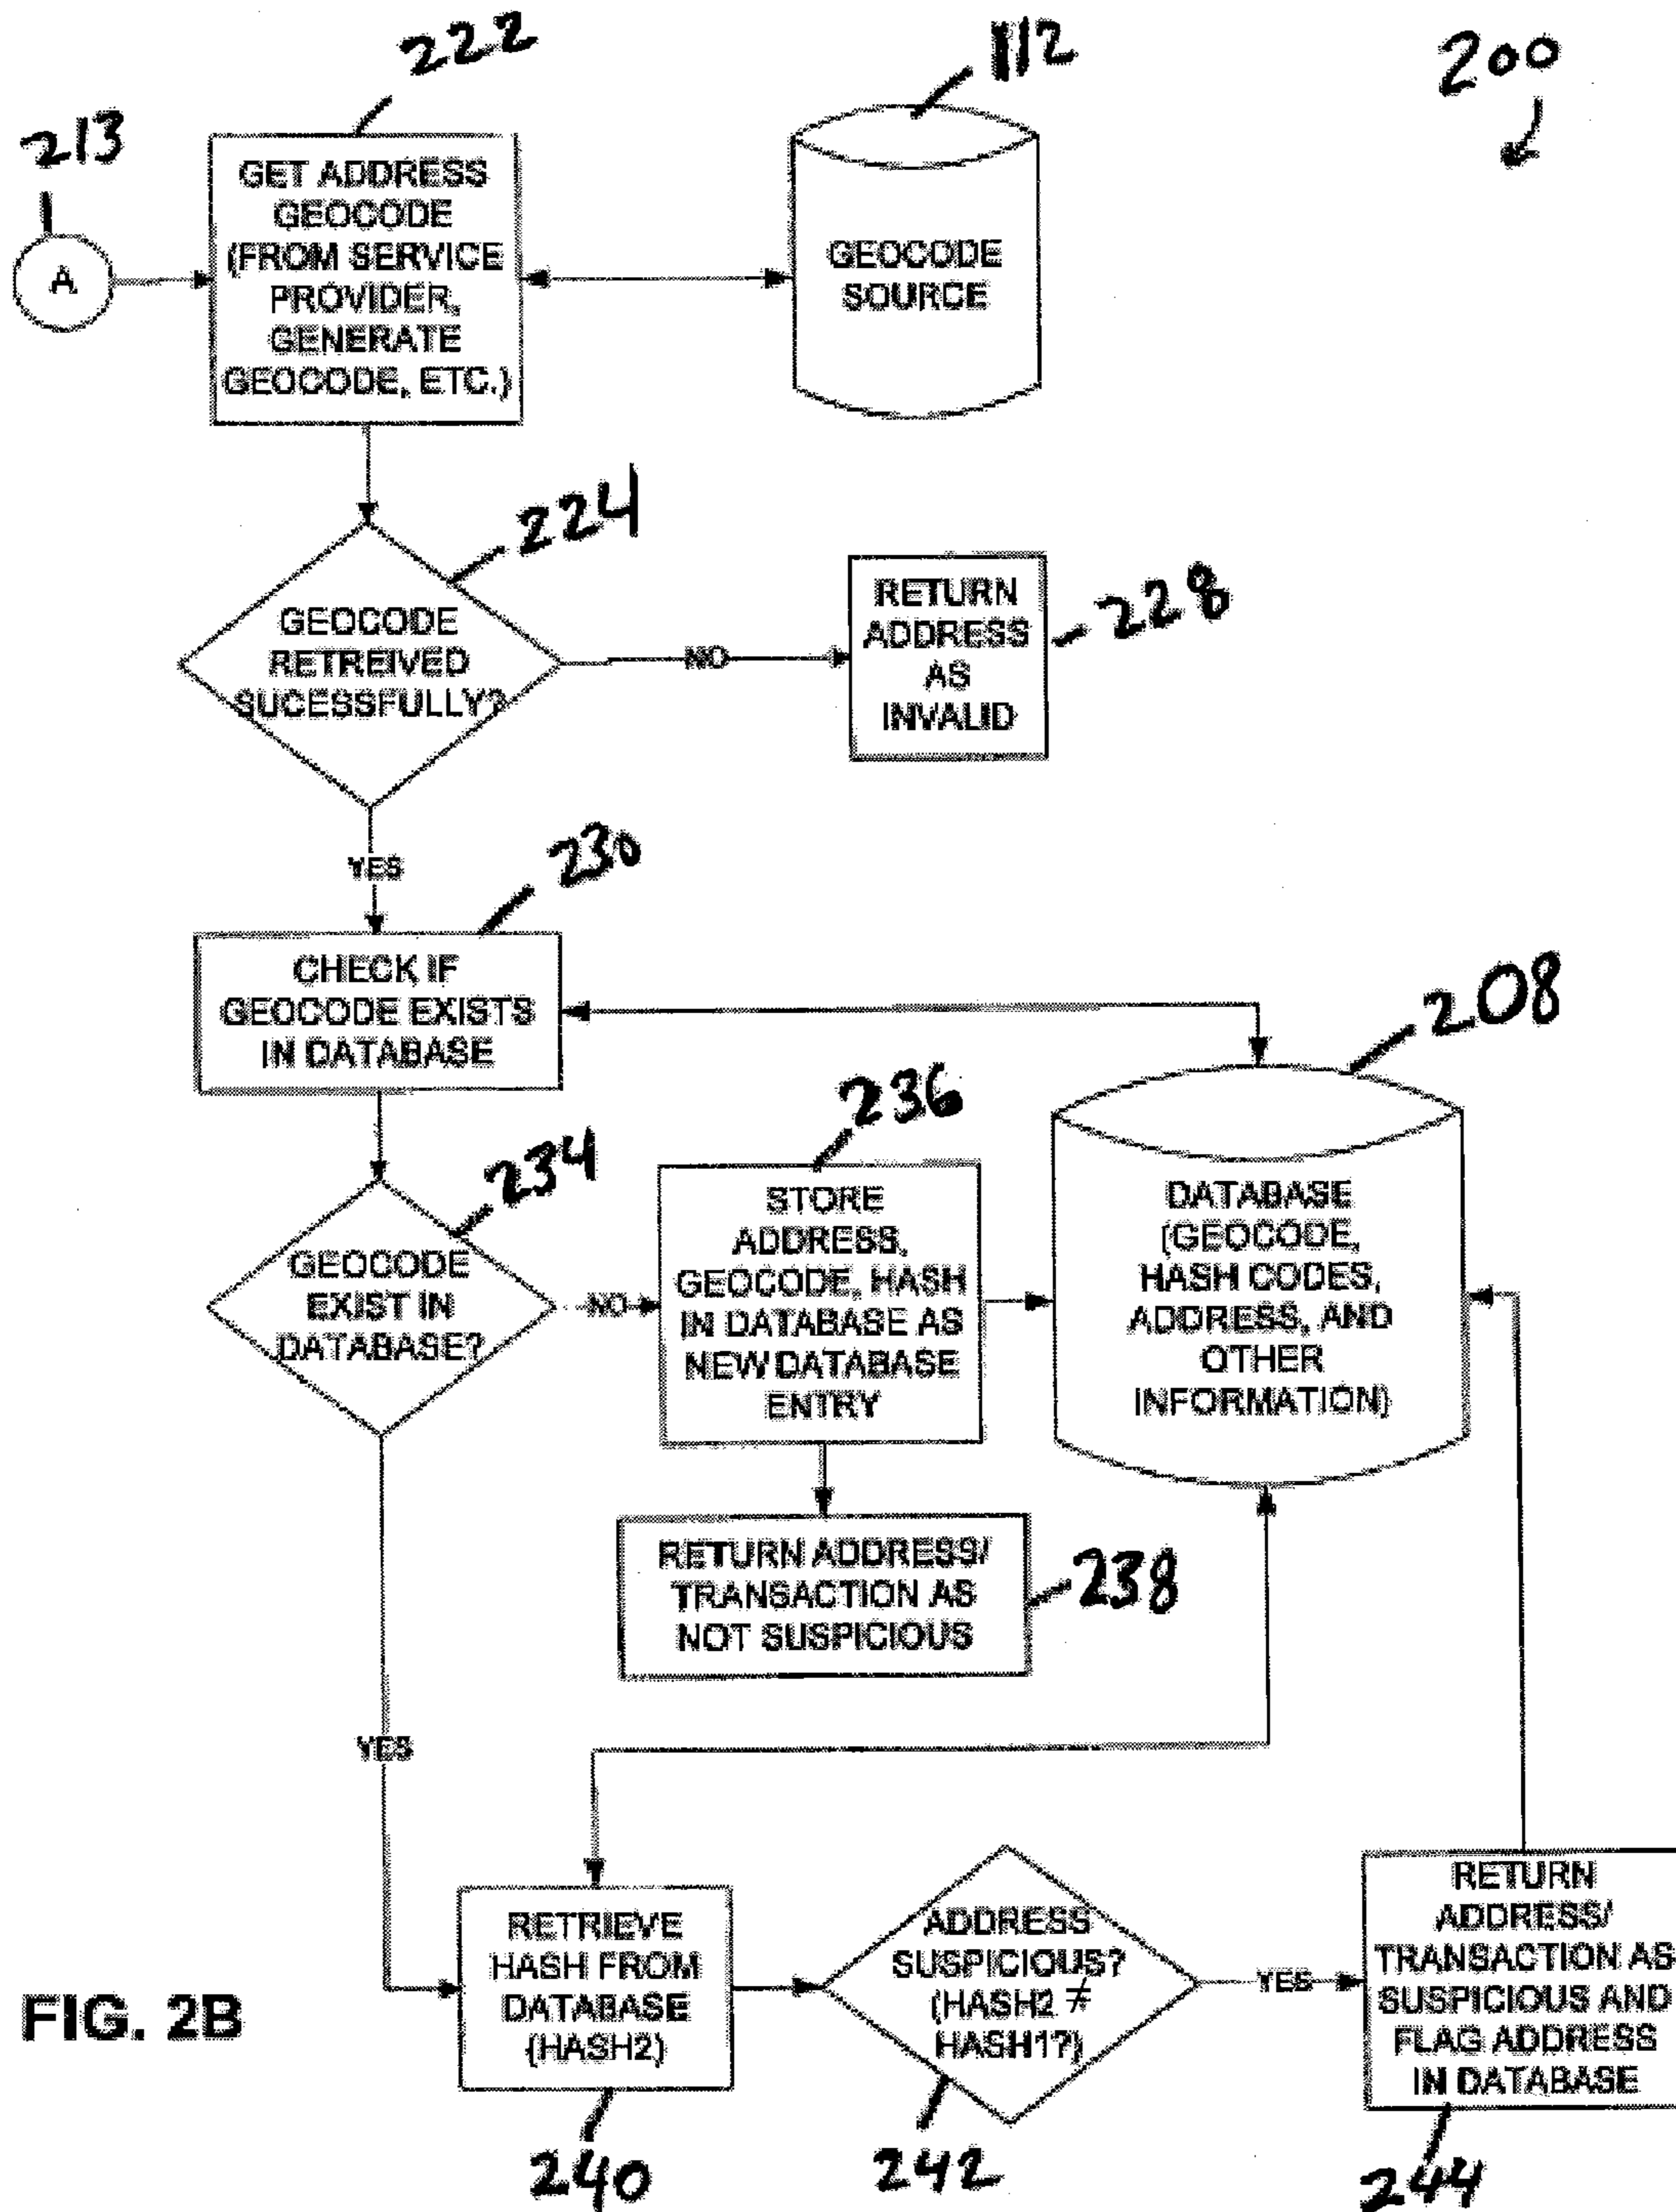 222
112
200
213
A
GET ADDRESS
GEOCODE
(FROM SERVICE
PROVIDER,
GENERATE
GEOCODE, ETC.)
GEOCODE
SOURCE
224
GEOCODE
RETREIVED
SUCESSFULLY?
NO
RETURN
ADDRESS
AS
INVALID
228
YES
230
CHECK IF
GEOCODE EXISTS
IN DATABASE
208
234
GEOCODE
EXIST IN
DATABASE?
NO
236
STORE
ADDRESS,
GEOCODE, HASH
IN DATABASE AS
NEW DATABASE
ENTRY
DATABASE
(GEOCODE,
HASH CODES,
ADDRESS, AND
OTHER
INFORMATION)
RETURN ADDRESS/
TRANSACTION AS
NOT SUSPICIOUS
238
YES
RETRIEVE
HASH FROM
DATABASE
(HASH2)
240
ADDRESS
SUSPICIOUS?
(HASH2 ≠
HASH1?)
242
YES
RETURN
ADDRESS/
TRANSACTION AS
SUSPICIOUS AND
FLAG ADDRESS
IN DATABASE
244
FIG. 2B